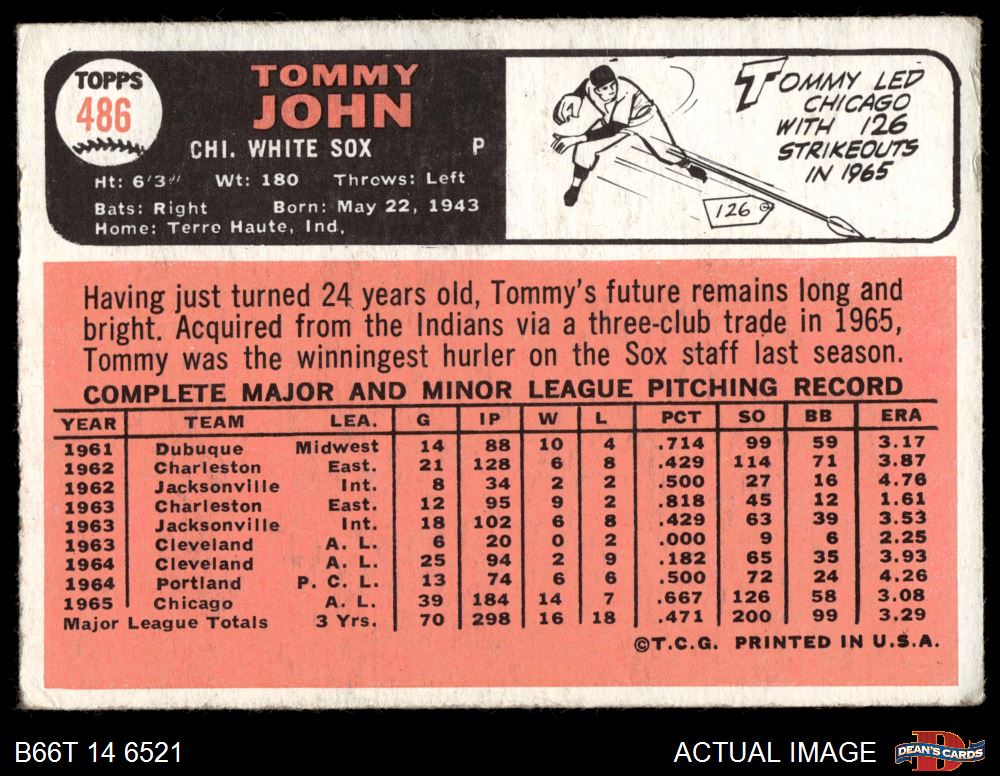 TOPPS
486
TOMMY
JOHN
CHI. WHITE SOX P
Ht: 6'3" Wt: 180 Throws: Left
Bats: Right Born: May 22, 1943
Home: Terre Haute, Ind.
TOMMY LED
CHICAGO
WITH 126
STRIKEOUTS
IN 1965
126
Having just turned 24 years old, Tommy's future remains long and
bright. Acquired from the Indians via a three-club trade in 1965,
Tommy was the winningest hurler on the Sox staff last season.
COMPLETE MAJOR AND MINOR LEAGUE PITCHING RECORD
YEAR TEAM LEA. G IP W L PCT SO BB ERA
1961 Dubuque Midwest 14 88 10 4 .714 99 59 3.17
1962 Charleston East. 21 128 6 8 .429 114 71 3.87
1962 Jacksonville Int. 8 34 2 2 .500 27 16 4.76
1963 Charleston East. 12 95 9 2 .818 45 12 1.61
1963 Jacksonville Int. 18 102 6 8 .429 63 39 3.53
1963 Cleveland A. L. 6 20 0 2 .000 9 6 2.25
1964 Cleveland A. L. 25 94 2 9 .182 65 35 3.93
1964 Portland P. C. L. 13 74 6 6 .500 72 24 4.26
1965 Chicago A. L. 39 184 14 7 .667 126 58 3.08
Major League Totals 3 Yrs. 70 298 16 18 .471 200 99 3.29
©T.C.G. PRINTED IN U.S.A.
B66T 14 6521 ACTUAL IMAGE DEAN'S CARDS